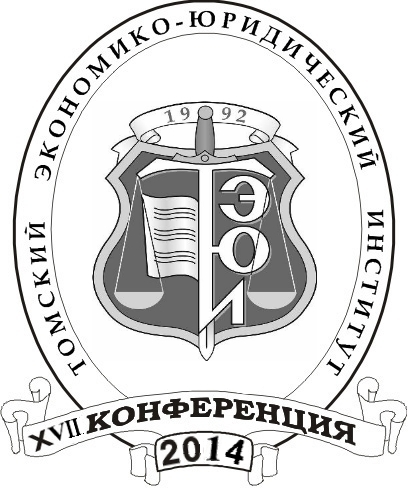 ТОМСКИЙ ЭКОНОМИКО-ЮРИДИЧЕСКИЙ ИНСТИТУТ
1992
ТЭЮИ
XVII КОНФЕРЕНЦИЯ
2014